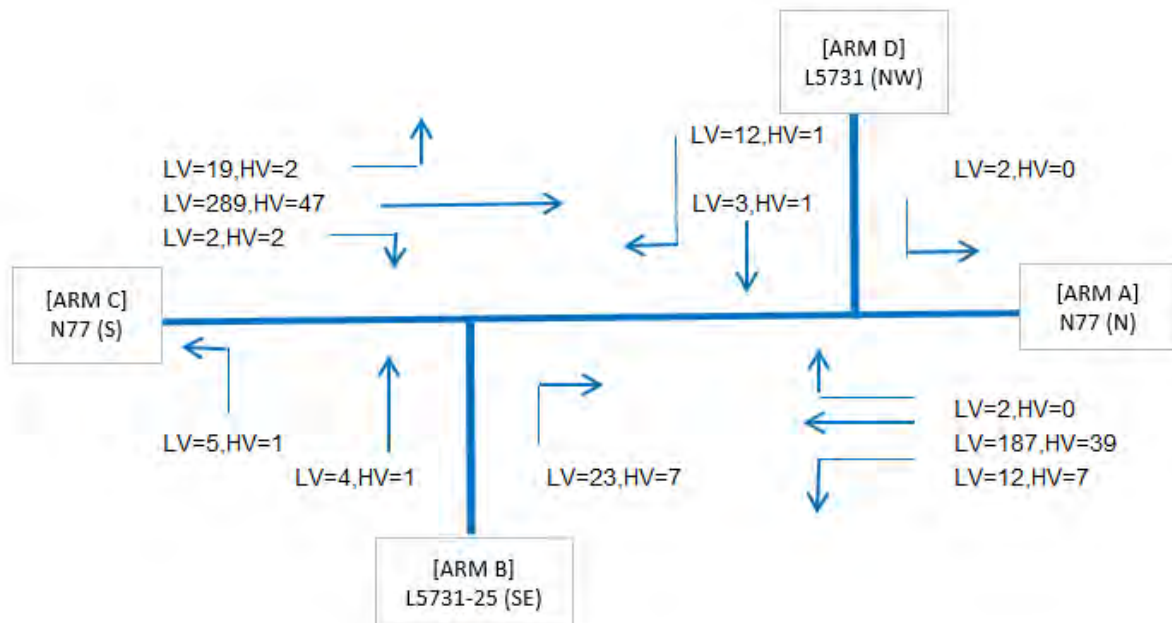 [ARM D]
L5731 (NW)
LV=12,HV=1
LV=19,HV=2
LV=2,HV=0
LV=289,HV=47
LV=3,HV=1
LV=2,HV=2
[ARM C]
N77 (S)
[ARM A]
N77 (N)
LV=2,HV=0
LV=5,HV=1
LV=187,HV=39
LV=4,HV=1
LV=23,HV=7
LV=12,HV=7
[ARM B]
L5731-25 (SE)